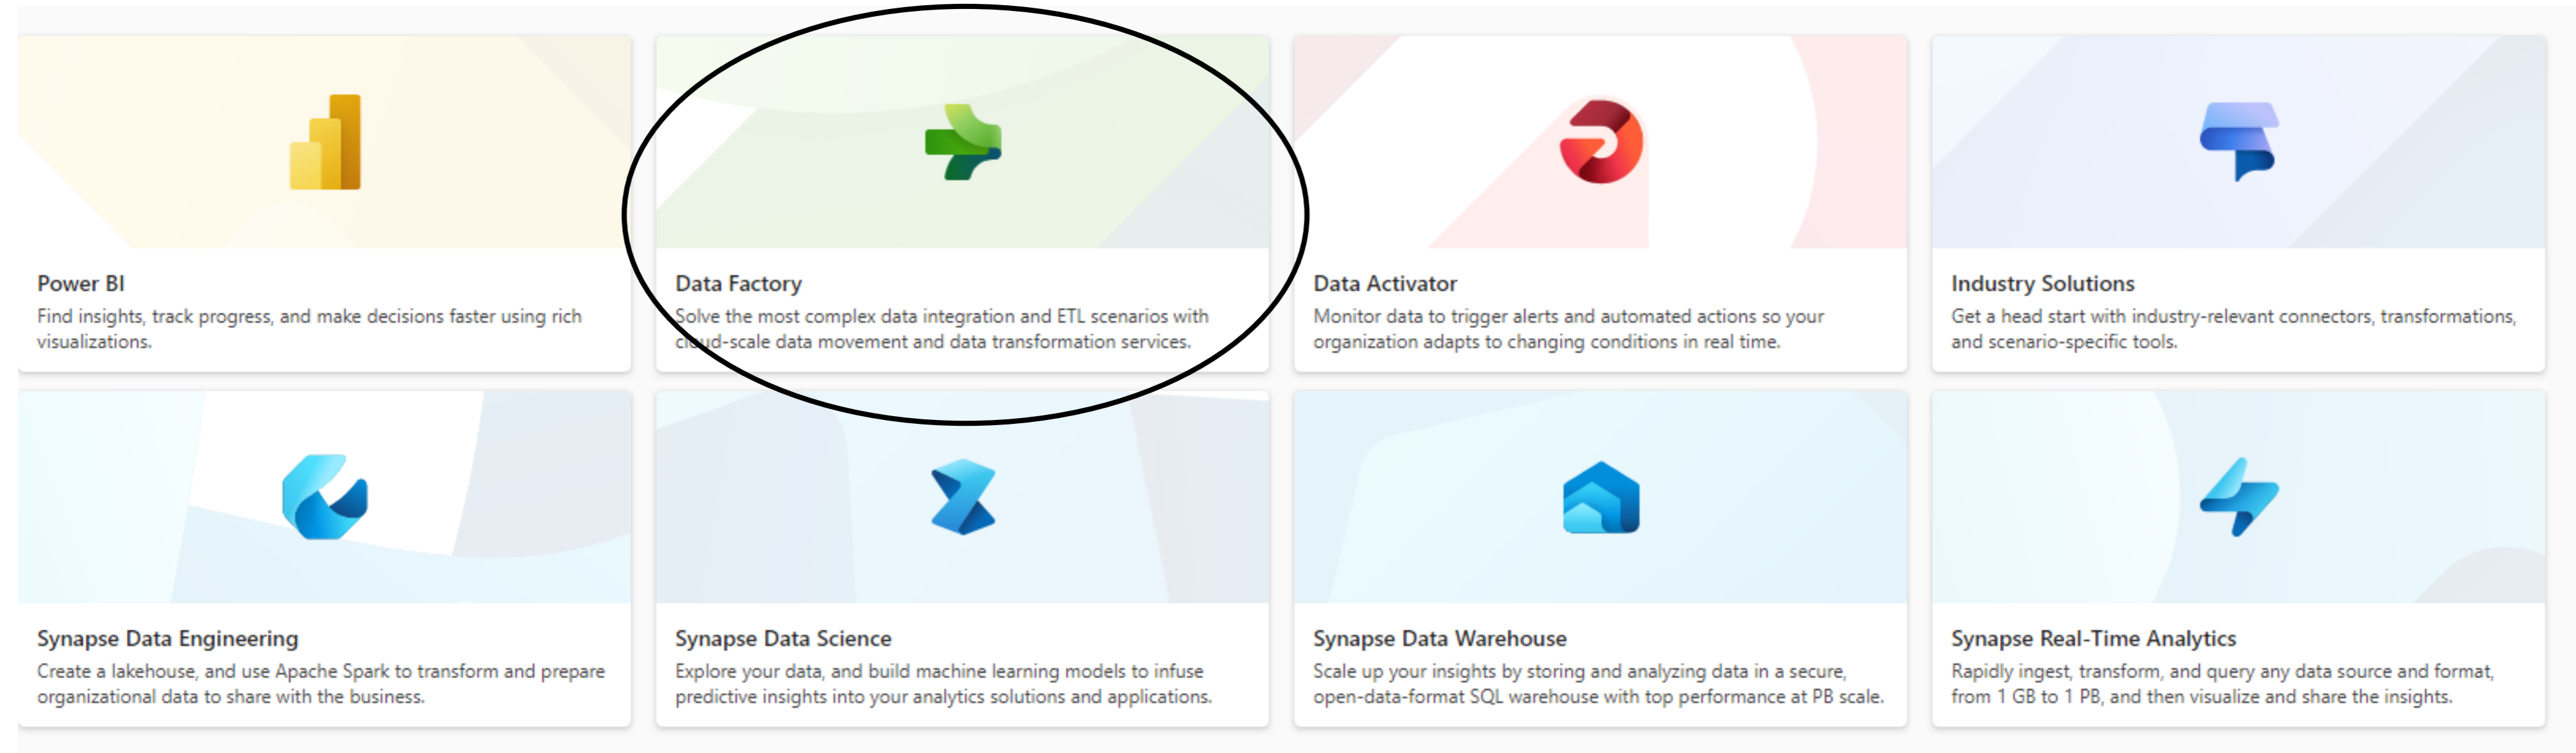 Power BI
Find insights, track progress, and make decisions faster using rich
visualizations.
Data Factory
Solve the most complex data integration and ETL scenarios with
cloud-scale data movement and data transformation services.
Data Activator
Monitor data to trigger alerts and automated actions so your
organization adapts to changing conditions in real time.
Industry Solutions
Get a head start with industry-relevant connectors, transformations,
and scenario-specific tools.
Synapse Data Engineering
Create a lakehouse, and use Apache Spark to transform and prepare
organizational data to share with the business.
Synapse Data Science
Explore your data, and build machine learning models to infuse
predictive insights into your analytics solutions and applications.
Synapse Data Warehouse
Scale up your insights by storing and analyzing data in a secure,
open-data-format SQL warehouse with top performance at PB scale.
Synapse Real-Time Analytics
Rapidly ingest, transform, and query any data source and format,
from 1 GB to 1 PB, and then visualize and share the insights.